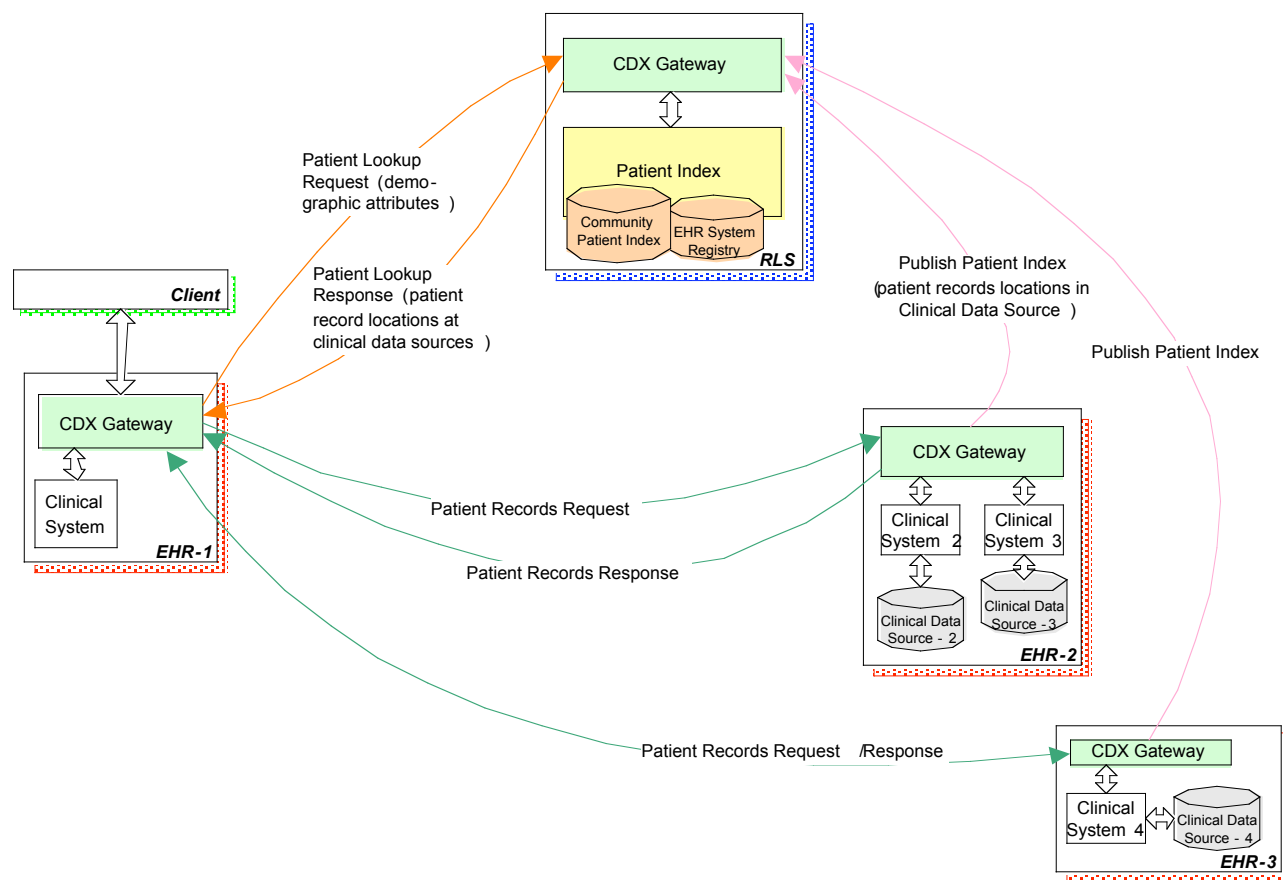 CDX Gateway
Patient Index
Community
Patient Index
EHR System
Registry
RLS
Patient Lookup
Request (demo-
graphic attributes )
Patient Lookup
Response (patient
record locations at
clinical data sources )
Publish Patient Index
(patient records locations in
Clinical Data Source )
Publish Patient Index
Client
CDX Gateway
Clinical
System
EHR-1
Patient Records Request
Patient Records Response
CDX Gateway
Clinical
System 2
Clinical
System 3
Clinical Data
Source - 2
Clinical Data
Source - 3
EHR-2
Patient Records Request /Response
CDX Gateway
Clinical
System 4
Clinical Data
Source - 4
EHR-3